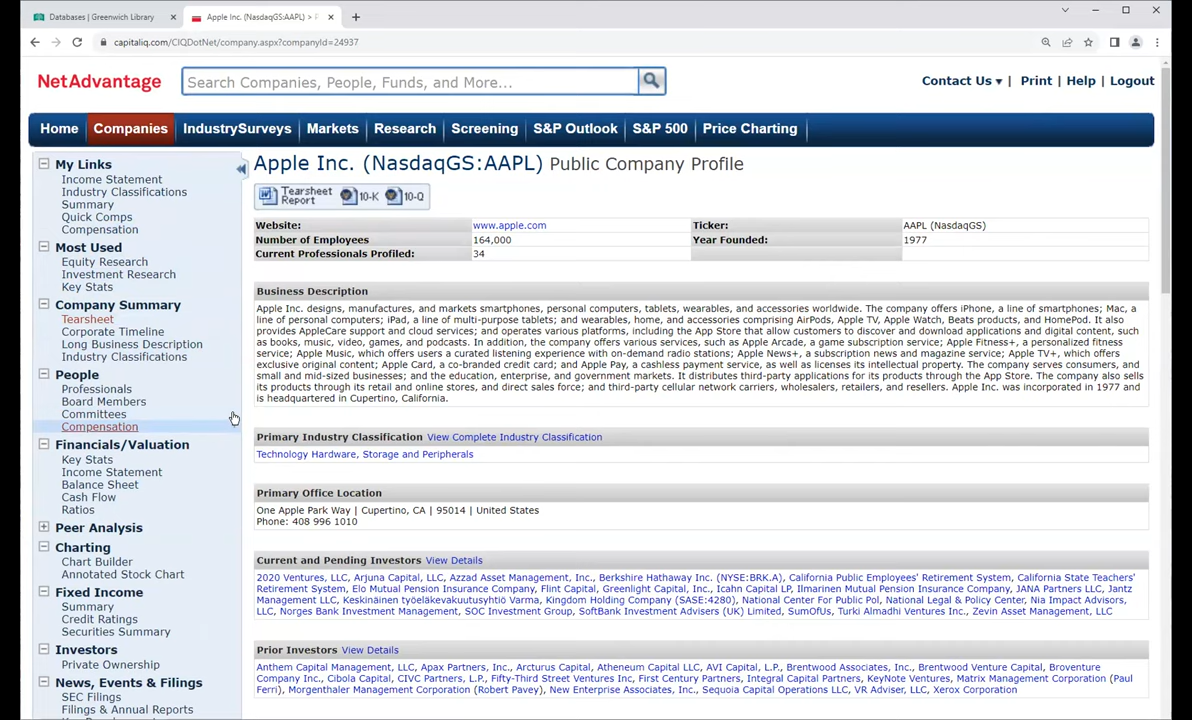 Databases | Greenwich Library
Apple Inc. (NasdaqGS:AAPL) >
capitaliq.com/CIQDotNet/company.aspx?companyId=24937
NetAdvantage
Search Companies, People, Funds, and More...
Contact Us | Print | Help | Logout
Home Companies IndustrySurveys Markets Research Screening S&P Outlook S&P 500 Price Charting
My Links
Income Statement
Industry Classifications
Summary
Quick Comps
Compensation
Most Used
Equity Research
Investment Research
Key Stats
Company Summary
Tearsheet
Corporate Timeline
Long Business Description
Industry Classifications
People
Professionals
Board Members
Committees
Compensation
Financials/Valuation
Key Stats
Income Statement
Balance Sheet
Cash Flow
Ratios
Peer Analysis
Charting
Chart Builder
Annotated Stock Chart
Fixed Income
Summary
Credit Ratings
Securities Summary
Investors
Private Ownership
News, Events & Filings
SEC Filings
Filings & Annual Reports
Apple Inc. (NasdaqGS:AAPL) Public Company Profile
Tearsheet Report 10-K 10-Q
Website: www.apple.com Ticker: AAPL (NasdaqGS)
Number of Employees 164,000 Year Founded: 1977
Current Professionals Profiled: 34
Business Description
Apple Inc. designs, manufactures, and markets smartphones, personal computers, tablets, wearables, and accessories worldwide. The company offers iPhone, a line of smartphones; Mac, a
line of personal computers; iPad, a line of multi-purpose tablets; and wearables, home, and accessories comprising AirPods, Apple TV, Apple Watch, Beats products, and HomePod. It also
provides AppleCare support and cloud services; and operates various platforms, including the App Store that allow customers to discover and download applications and digital content, such
as books, music, video, games, and podcasts. In addition, the company offers various services, such as Apple Arcade, a game subscription service; Apple Fitness+, a personalized fitness
service; Apple Music, which offers users a curated listening experience with on-demand radio stations; Apple News+, a subscription news and magazine service; Apple TV+, which offers
exclusive original content; Apple Card, a co-branded credit card; and Apple Pay, a cashless payment service, as well as licenses its intellectual property. The company serves consumers, and
small and mid-sized businesses; and the education, enterprise, and government markets. It distributes third-party applications for its products through the App Store. The company also sells
its products through its retail and online stores, and direct sales force; and third-party cellular network carriers, wholesalers, retailers, and resellers. Apple Inc. was incorporated in 1977 and
is headquartered in Cupertino, California.
Primary Industry Classification View Complete Industry Classification
Technology Hardware, Storage and Peripherals
Primary Office Location
One Apple Park Way | Cupertino, CA | 95014 | United States
Phone: 408 996 1010
Current and Pending Investors View Details
2020 Ventures, LLC, Arjuna Capital, LLC, Azzad Asset Management, Inc., Berkshire Hathaway Inc. (NYSE:BRK.A), California Public Employees' Retirement System, California State Teachers'
Retirement System, Elo Mutual Pension Insurance Company, Flint Capital, Greenlight Capital, Inc., Icahn Capital LP, Ilmarinen Mutual Pension Insurance Company, JANA Partners LLC, Jantz
Management LLC, Keskinäinen työeläkevakuutusyhtiö Varma, Kingdom Holding Company (SASE:4280), National Center For Public Pol, National Legal & Policy Center, Nia Impact Advisors,
LLC, Norges Bank Investment Management, SOC Investment Group, SoftBank Investment Advisers (UK) Limited, SumOfUs, Turki Almadhi Ventures Inc., Zevin Asset Management, LLC
Prior Investors View Details
Anthem Capital Management, LLC, Apax Partners, Inc., Arcturus Capital, Atheneum Capital LLC, AVI Capital, L.P., Brentwood Associates, Inc., Brentwood Venture Capital, Broventure
Company Inc., Cibola Capital, CIVC Partners, L.P., Fifty-Third Street Ventures Inc., First Century Partners, Integral Capital Partners, KeyNote Ventures, Matrix Management Corporation (Paul
Ferri), Morgenthaler Management Corporation (Robert Pavey), New Enterprise Associates, Inc., Sequoia Capital Operations LLC, VR Adviser, LLC, Xerox Corporation